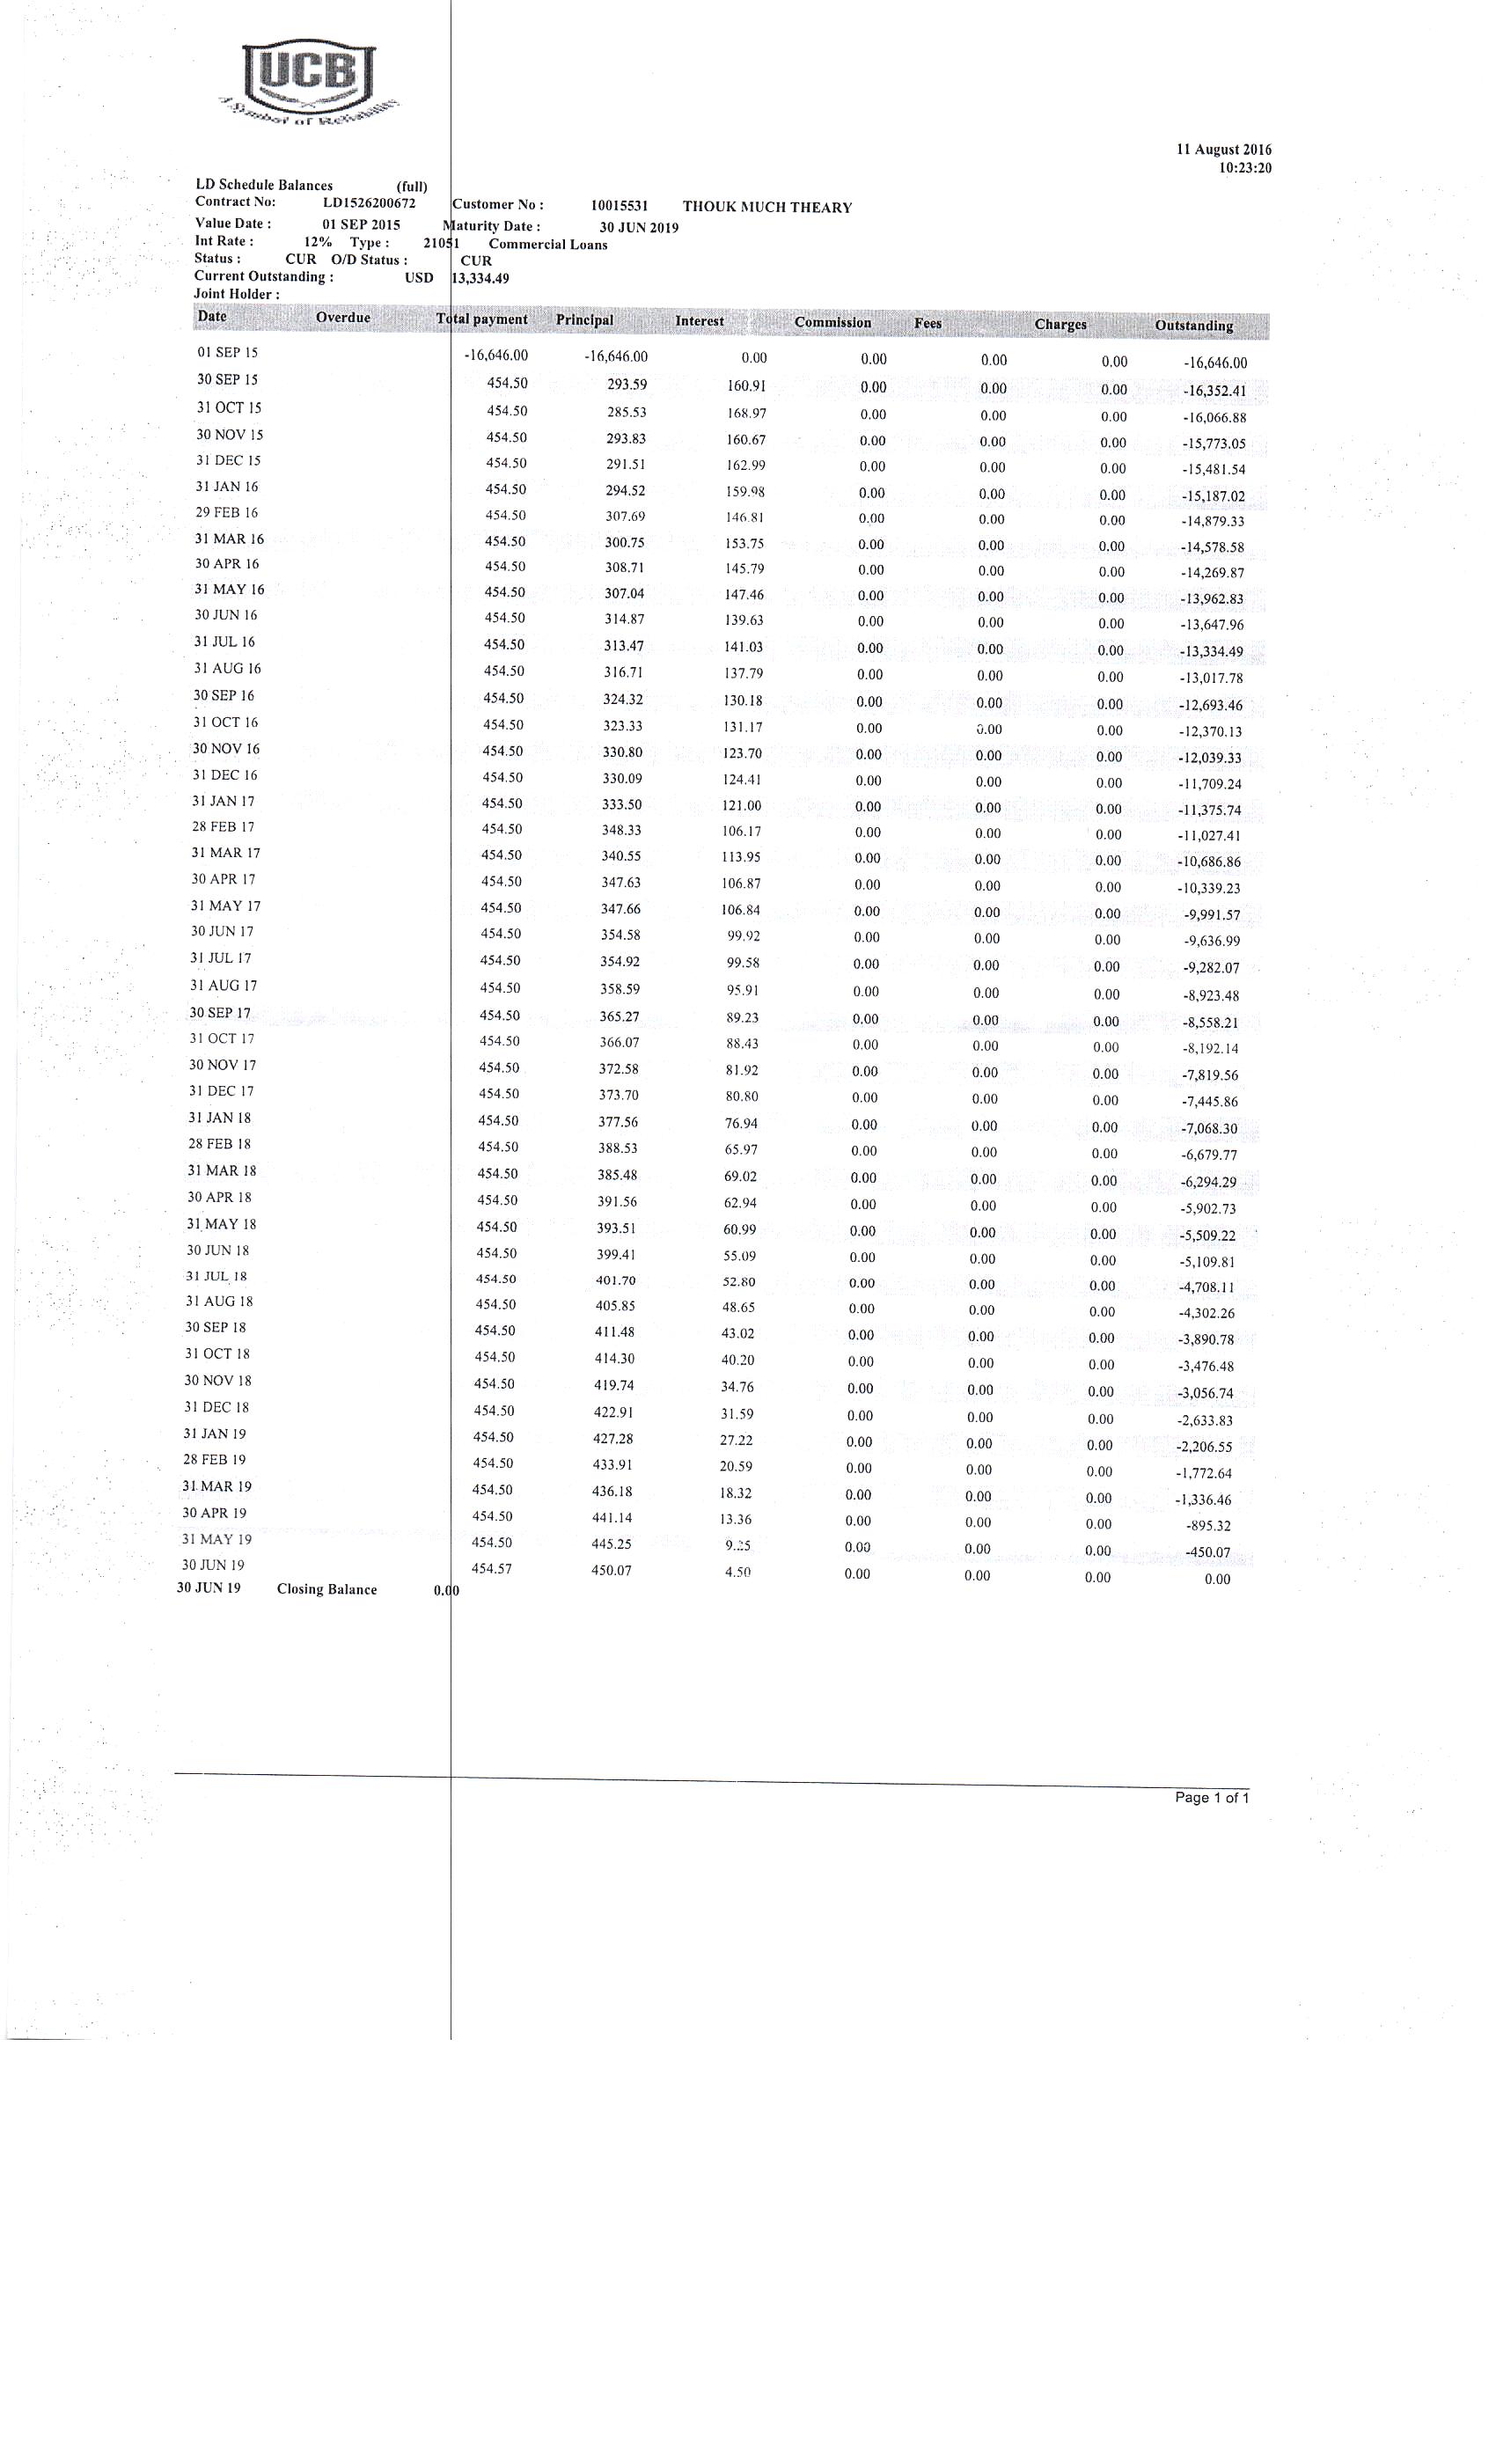 UCB
A Symbol of Reliability
11 August 2016
10:23:20
LD Schedule Balances (full)
Contract No: LD1526200672 Customer No : 10015531 THOUK MUCH THEARY
Value Date : 01 SEP 2015 Maturity Date : 30 JUN 2019
Int Rate : 12% Type : 21051 Commercial Loans
Status : CUR O/D Status : CUR
Current Outstanding : USD 13,334.49
Joint Holder :
Date Overdue Total payment Principal Interest Commission Fees Charges Outstanding
01 SEP 15 -16,646.00 -16,646.00 0.00 0.00 0.00 0.00 -16,646.00
30 SEP 15 454.50 293.59 160.91 0.00 0.00 0.00 -16,352.41
31 OCT 15 454.50 285.53 168.97 0.00 0.00 0.00 -16,066.88
30 NOV 15 454.50 293.83 160.67 0.00 0.00 0.00 -15,773.05
31 DEC 15 454.50 291.51 162.99 0.00 0.00 0.00 -15,481.54
31 JAN 16 454.50 294.52 159.98 0.00 0.00 0.00 -15,187.02
29 FEB 16 454.50 307.69 146.81 0.00 0.00 0.00 -14,879.33
31 MAR 16 454.50 300.75 153.75 0.00 0.00 0.00 -14,578.58
30 APR 16 454.50 308.71 145.79 0.00 0.00 0.00 -14,269.87
31 MAY 16 454.50 307.04 147.46 0.00 0.00 0.00 -13,962.83
30 JUN 16 454.50 314.87 139.63 0.00 0.00 0.00 -13,647.96
31 JUL 16 454.50 313.47 141.03 0.00 0.00 0.00 -13,334.49
31 AUG 16 454.50 316.71 137.79 0.00 0.00 0.00 -13,017.78
30 SEP 16 454.50 324.32 130.18 0.00 0.00 0.00 -12,693.46
31 OCT 16 454.50 323.33 131.17 0.00 0.00 0.00 -12,370.13
30 NOV 16 454.50 330.80 123.70 0.00 0.00 0.00 -12,039.33
31 DEC 16 454.50 330.09 124.41 0.00 0.00 0.00 -11,709.24
31 JAN 17 454.50 333.50 121.00 0.00 0.00 0.00 -11,375.74
28 FEB 17 454.50 348.33 106.17 0.00 0.00 0.00 -11,027.41
31 MAR 17 454.50 340.55 113.95 0.00 0.00 0.00 -10,686.86
30 APR 17 454.50 347.63 106.87 0.00 0.00 0.00 -10,339.23
31 MAY 17 454.50 347.66 106.84 0.00 0.00 0.00 -9,991.57
30 JUN 17 454.50 354.58 99.92 0.00 0.00 0.00 -9,636.99
31 JUL 17 454.50 354.92 99.58 0.00 0.00 0.00 -9,282.07
31 AUG 17 454.50 358.59 95.91 0.00 0.00 0.00 -8,923.48
30 SEP 17 454.50 365.27 89.23 0.00 0.00 0.00 -8,558.21
31 OCT 17 454.50 366.07 88.43 0.00 0.00 0.00 -8,192.14
30 NOV 17 454.50 372.58 81.92 0.00 0.00 0.00 -7,819.56
31 DEC 17 454.50 373.70 80.80 0.00 0.00 0.00 -7,445.86
31 JAN 18 454.50 377.56 76.94 0.00 0.00 0.00 -7,068.30
28 FEB 18 454.50 388.53 65.97 0.00 0.00 0.00 -6,679.77
31 MAR 18 454.50 385.48 69.02 0.00 0.00 0.00 -6,294.29
30 APR 18 454.50 391.56 62.94 0.00 0.00 0.00 -5,902.73
31 MAY 18 454.50 393.51 60.99 0.00 0.00 0.00 -5,509.22
30 JUN 18 454.50 399.41 55.09 0.00 0.00 0.00 -5,109.81
31 JUL 18 454.50 401.70 52.80 0.00 0.00 0.00 -4,708.11
31 AUG 18 454.50 405.85 48.65 0.00 0.00 0.00 -4,302.26
30 SEP 18 454.50 411.48 43.02 0.00 0.00 0.00 -3,890.78
31 OCT 18 454.50 414.30 40.20 0.00 0.00 0.00 -3,476.48
30 NOV 18 454.50 419.74 34.76 0.00 0.00 0.00 -3,056.74
31 DEC 18 454.50 422.91 31.59 0.00 0.00 0.00 -2,633.83
31 JAN 19 454.50 427.28 27.22 0.00 0.00 0.00 -2,206.55
28 FEB 19 454.50 433.91 20.59 0.00 0.00 0.00 -1,772.64
31 MAR 19 454.50 436.18 18.32 0.00 0.00 0.00 -1,336.46
30 APR 19 454.50 441.14 13.36 0.00 0.00 0.00 -895.32
31 MAY 19 454.50 445.25 9.25 0.00 0.00 0.00 -450.07
30 JUN 19 454.57 450.07 4.50 0.00 0.00 0.00 0.00
30 JUN 19 Closing Balance 0.00
Page 1 of 1